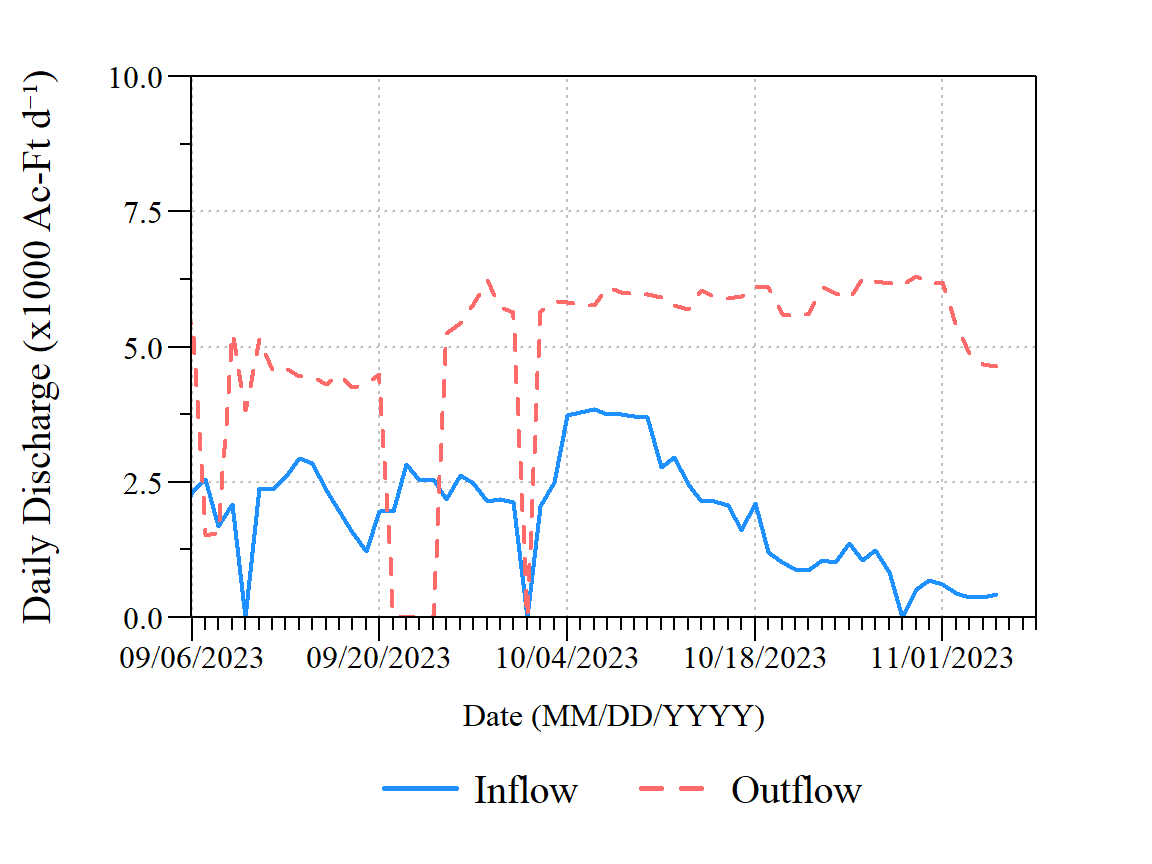 Daily Discharge (x1000 Ac-Ft d⁻¹)
10.0
7.5
5.0
2.5
0.0
09/06/2023 09/20/2023 10/04/2023 10/18/2023 11/01/2023
Date (MM/DD/YYYY)
Inflow Outflow